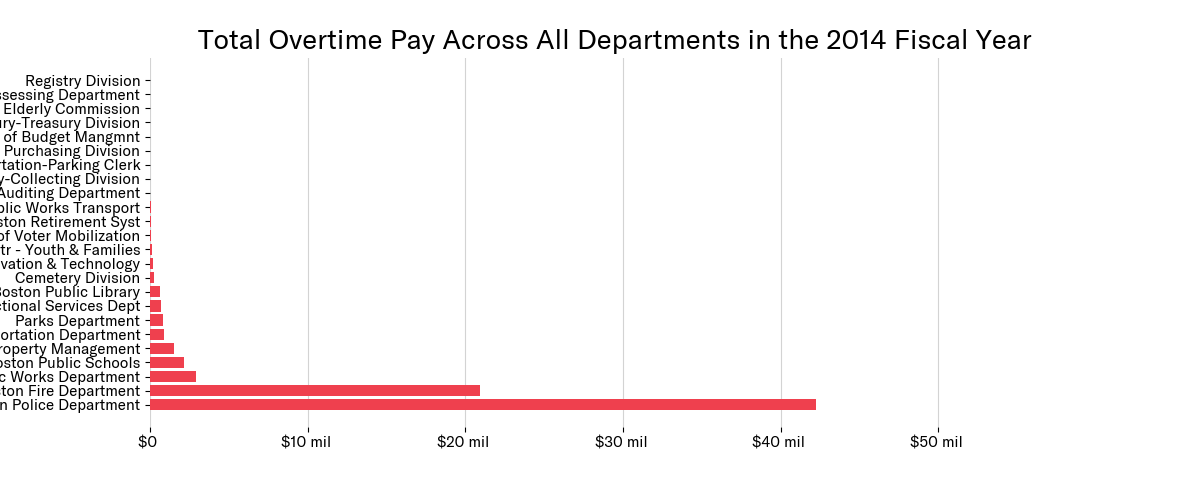 Total Overtime Pay Across All Departments in the 2014 Fiscal Year
Registry Division
ssessing Department
Elderly Commission
ury-Treasury Division
of Budget Mangmnt
Purchasing Division
rtation-Parking Clerk
y-Collecting Division
Auditing Department
blic Works Transport
ston Retirement Syst
of Voter Mobilization
tr - Youth & Families
vation & Technology
Cemetery Division
Boston Public Library
ctional Services Dept
Parks Department
ortation Department
roperty Management
oston Public Schools
c Works Department
ston Fire Department
n Police Department
$0 $10 mil $20 mil $30 mil $40 mil $50 mil